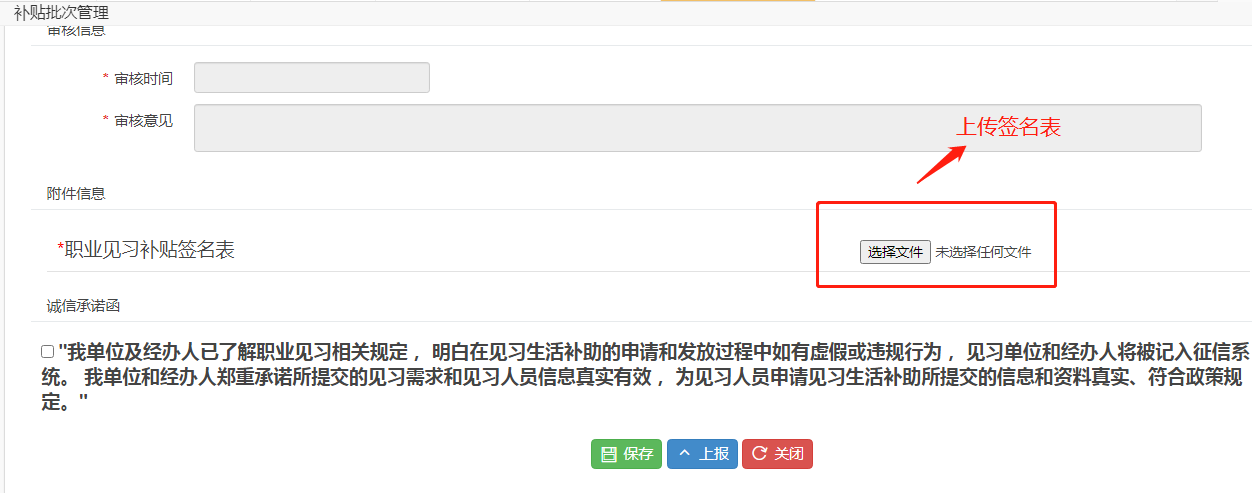 补贴批次管理
审核信息
* 审核时间
* 审核意见
上传签名表
附件信息
*职业见习补贴签名表
选择文件 未选择任何文件
诚信承诺函
"我单位及经办人已了解职业见习相关规定， 明白在见习生活补助的申请和发放过程中如有虚假或违规行为， 见习单位和经办人将被记入征信系
统。 我单位和经办人郑重承诺所提交的见习需求和见习人员信息真实有效， 为见习人员申请见习生活补助所提交的信息和资料真实、符合政策规
定。"
保存 上报 关闭